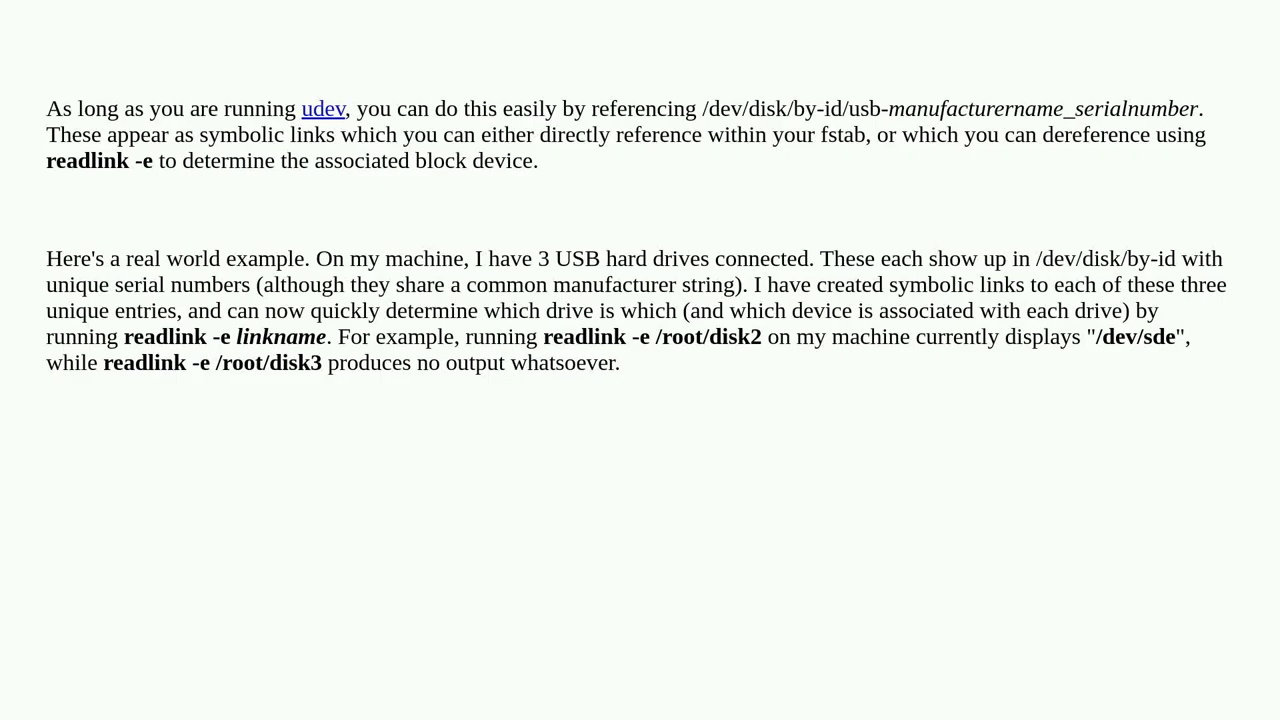 As long as you are running udev, you can do this easily by referencing /dev/disk/by-id/usb-manufacturername_serialnumber.
These appear as symbolic links which you can either directly reference within your fstab, or which you can dereference using
readlink -e to determine the associated block device.
Here's a real world example. On my machine, I have 3 USB hard drives connected. These each show up in /dev/disk/by-id with
unique serial numbers (although they share a common manufacturer string). I have created symbolic links to each of these three
unique entries, and can now quickly determine which drive is which (and which device is associated with each drive) by
running readlink -e linkname. For example, running readlink -e /root/disk2 on my machine currently displays "/dev/sde",
while readlink -e /root/disk3 produces no output whatsoever.